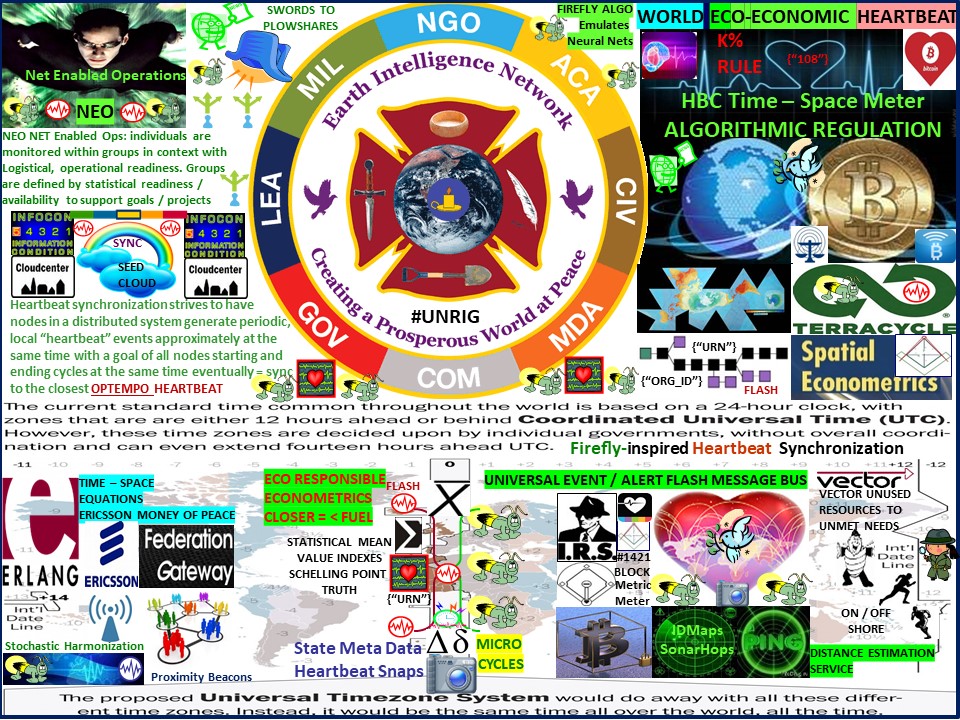 SWORDS TO
PLOWSHARES
Net Enabled Operations
NEO
NEO NET Enabled Ops: individuals are
monitored within groups in context with
Logistical, operational readiness. Groups
are defined by statistical readiness /
availability to support goals / projects
INFOCON
5 4 3 2 1
INFORMATION
CONDITION
Cloudcenter
SYNC
SEED
CLOUD
INFOCON
5 4 3 2 1
INFORMATION
CONDITION
Cloudcenter
Heartbeat synchronization strives to have
nodes in a distributed system generate periodic,
local “heartbeat” events approximately at the
same time with a goal of all nodes starting and
ending cycles at the same time eventually = sync
to the closest OPTEMPO HEARTBEAT
NGO
ACA
CIV
MDA
COM
GOV
LEA
MIL
Earth Intelligence Network
Creating a Prosperous World at Peace
#UNRIG
FIREFLY ALGO
Emulates
Neural Nets
WORLD ECO-ECONOMIC HEARTBEAT
K%
RULE
{“108”}
bitcoin
HBC Time – Space Meter
ALGORITHMIC REGULATION
TERRACYCLE
{“URN”}
{“ORG_ID”}
FLASH
Spatial
Econometrics
The current standard time common throughout the world is based on a 24-hour clock, with
zones that are are either 12 hours ahead or behind Coordinated Universal Time (UTC).
However, these time zones are decided upon by individual governments, without overall coordi-
nation and can even extend fourteen hours ahead UTC.
Firefly-inspired Heartbeat Synchronization
-11 -10 -9 -8 -7 -6 -5 -4 -3 -2 -1 0 +1 +2 +11 +12 -12
TIME – SPACE
EQUATIONS
ERICSSON MONEY OF PEACE
ERLANG
ERICSSON
Federation
Gateway
+14
Int'l
Date
Line
Stochastic Harmonization
Proximity Beacons
ECO RESPONSIBLE
ECONOMETRICS
CLOSER = < FUEL
FLASH
STATISTICAL MEAN
VALUE INDEXES
SCHELLING POINT
TRUTH
{“URN”}
State Meta Data
Heartbeat Snaps
X
Σ
Δ δ
MICRO
CYCLES
UNIVERSAL EVENT / ALERT FLASH MESSAGE BUS
I.R.S.
#1421
BLOCK
Metric
Meter
IDMaps
SonarHops
PING
vector
VECTOR UNUSED
RESOURCES TO
UNMET NEEDS
Int'l
Date
Line
ON / OFF
SHORE
DISTANCE ESTIMATION
SERVICE
The proposed Universal Timezone System would do away with all these differ-
ent time zones. Instead, it would be the same time all over the world, all the time.